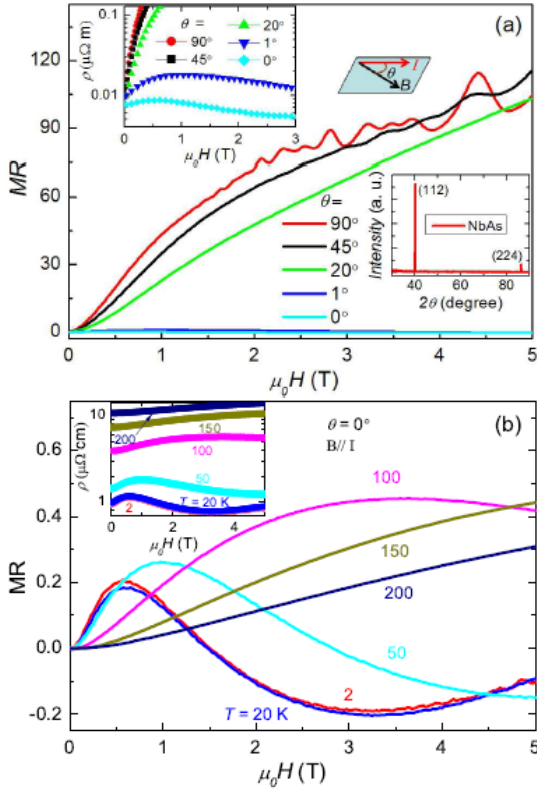 θ =
90°
45°
20°
1°
0°
ρ (μΩ m)
0.1
0.01
0 1 2 3
μ₀H (T)
(a)
I
θ
B
MR
120
90
60
30
0
θ =
90°
45°
20°
1°
0°
Intensity (a. u.)
(112)
NbAs
(224)
40 60 80
2θ (degree)
0 1 2 3 4 5
μ₀H (T)
(b)
ρ (μΩ cm)
10
1
200
150
100
50
T = 20 K
2
0 2 4
μ₀H (T)
θ = 0°
B// I
MR
0.6
0.4
0.2
0.0
-0.2
100
150
200
50
2
T = 20 K
0 1 2 3 4 5
μ₀H (T)